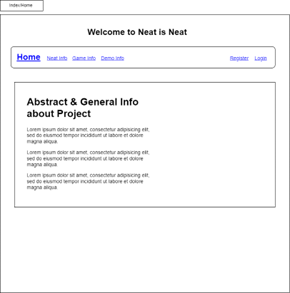 Index/Home
Welcome to Neat is Neat
Home Neat Info Game Info Demo Info Register Login
Abstract & General Info
about Project
Lorem ipsum dolor sit amet, consectetur adipisicing elit,
sed do eiusmod tempor incididunt ut labore et dolore
magna aliqua.
Lorem ipsum dolor sit amet, consectetur adipisicing elit,
sed do eiusmod tempor incididunt ut labore et dolore
magna aliqua.
Lorem ipsum dolor sit amet, consectetur adipisicing elit,
sed do eiusmod tempor incididunt ut labore et dolore
magna aliqua.